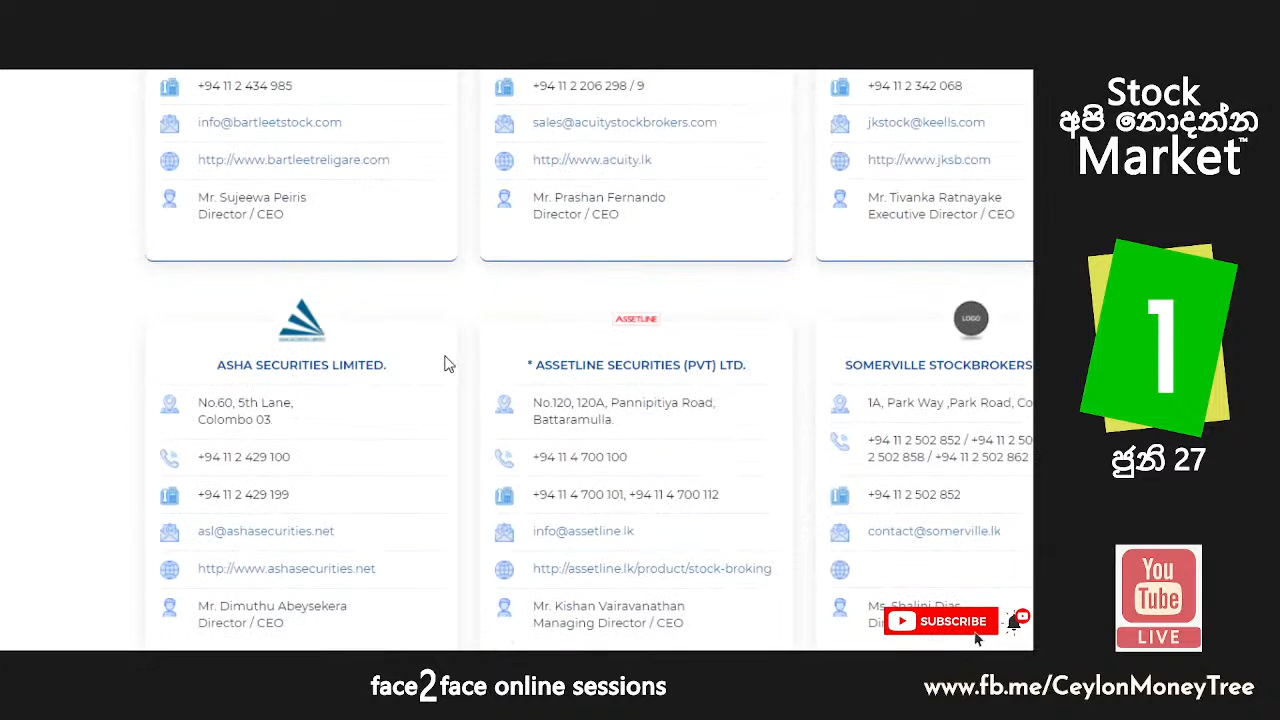 +94 11 2 434 985
info@bartleetstock.com
http://www.bartleetreligare.com
Mr. Sujeewa Peiris
Director / CEO
+94 11 2 206 298 / 9
sales@acuitystockbrokers.com
http://www.acuity.lk
Mr. Prashan Fernando
Director / CEO
+94 11 2 342 068
jkstock@keells.com
http://www.jksb.com
Mr. Tivanka Ratnayake
Executive Director / CEO
ASHA SECURITIES LIMITED.
No.60, 5th Lane,
Colombo 03.
+94 11 2 429 100
+94 11 2 429 199
asl@ashasecurities.net
http://www.ashasecurities.net
Mr. Dimuthu Abeysekera
Director / CEO
ASSETLINE
* ASSETLINE SECURITIES (PVT) LTD.
No.120, 120A, Pannipitiya Road,
Battaramulla.
+94 11 4 700 100
+94 11 4 700 101, +94 11 4 700 112
info@assetline.lk
http://assetline.lk/product/stock-broking
Mr. Kishan Vairavanathan
Managing Director / CEO
LOGO
SOMERVILLE STOCKBROKERS
1A, Park Way ,Park Road, Co
+94 11 2 502 852 / +94 11 2 50
2 502 858 / +94 11 2 502 862
+94 11 2 502 852
contact@somerville.lk
SUBSCRIBE
Stock
අපි නොදන්න
Market™
1
ජුනි 27
You
Tube
LIVE
face2face online sessions
www.fb.me/CeylonMoneyTree